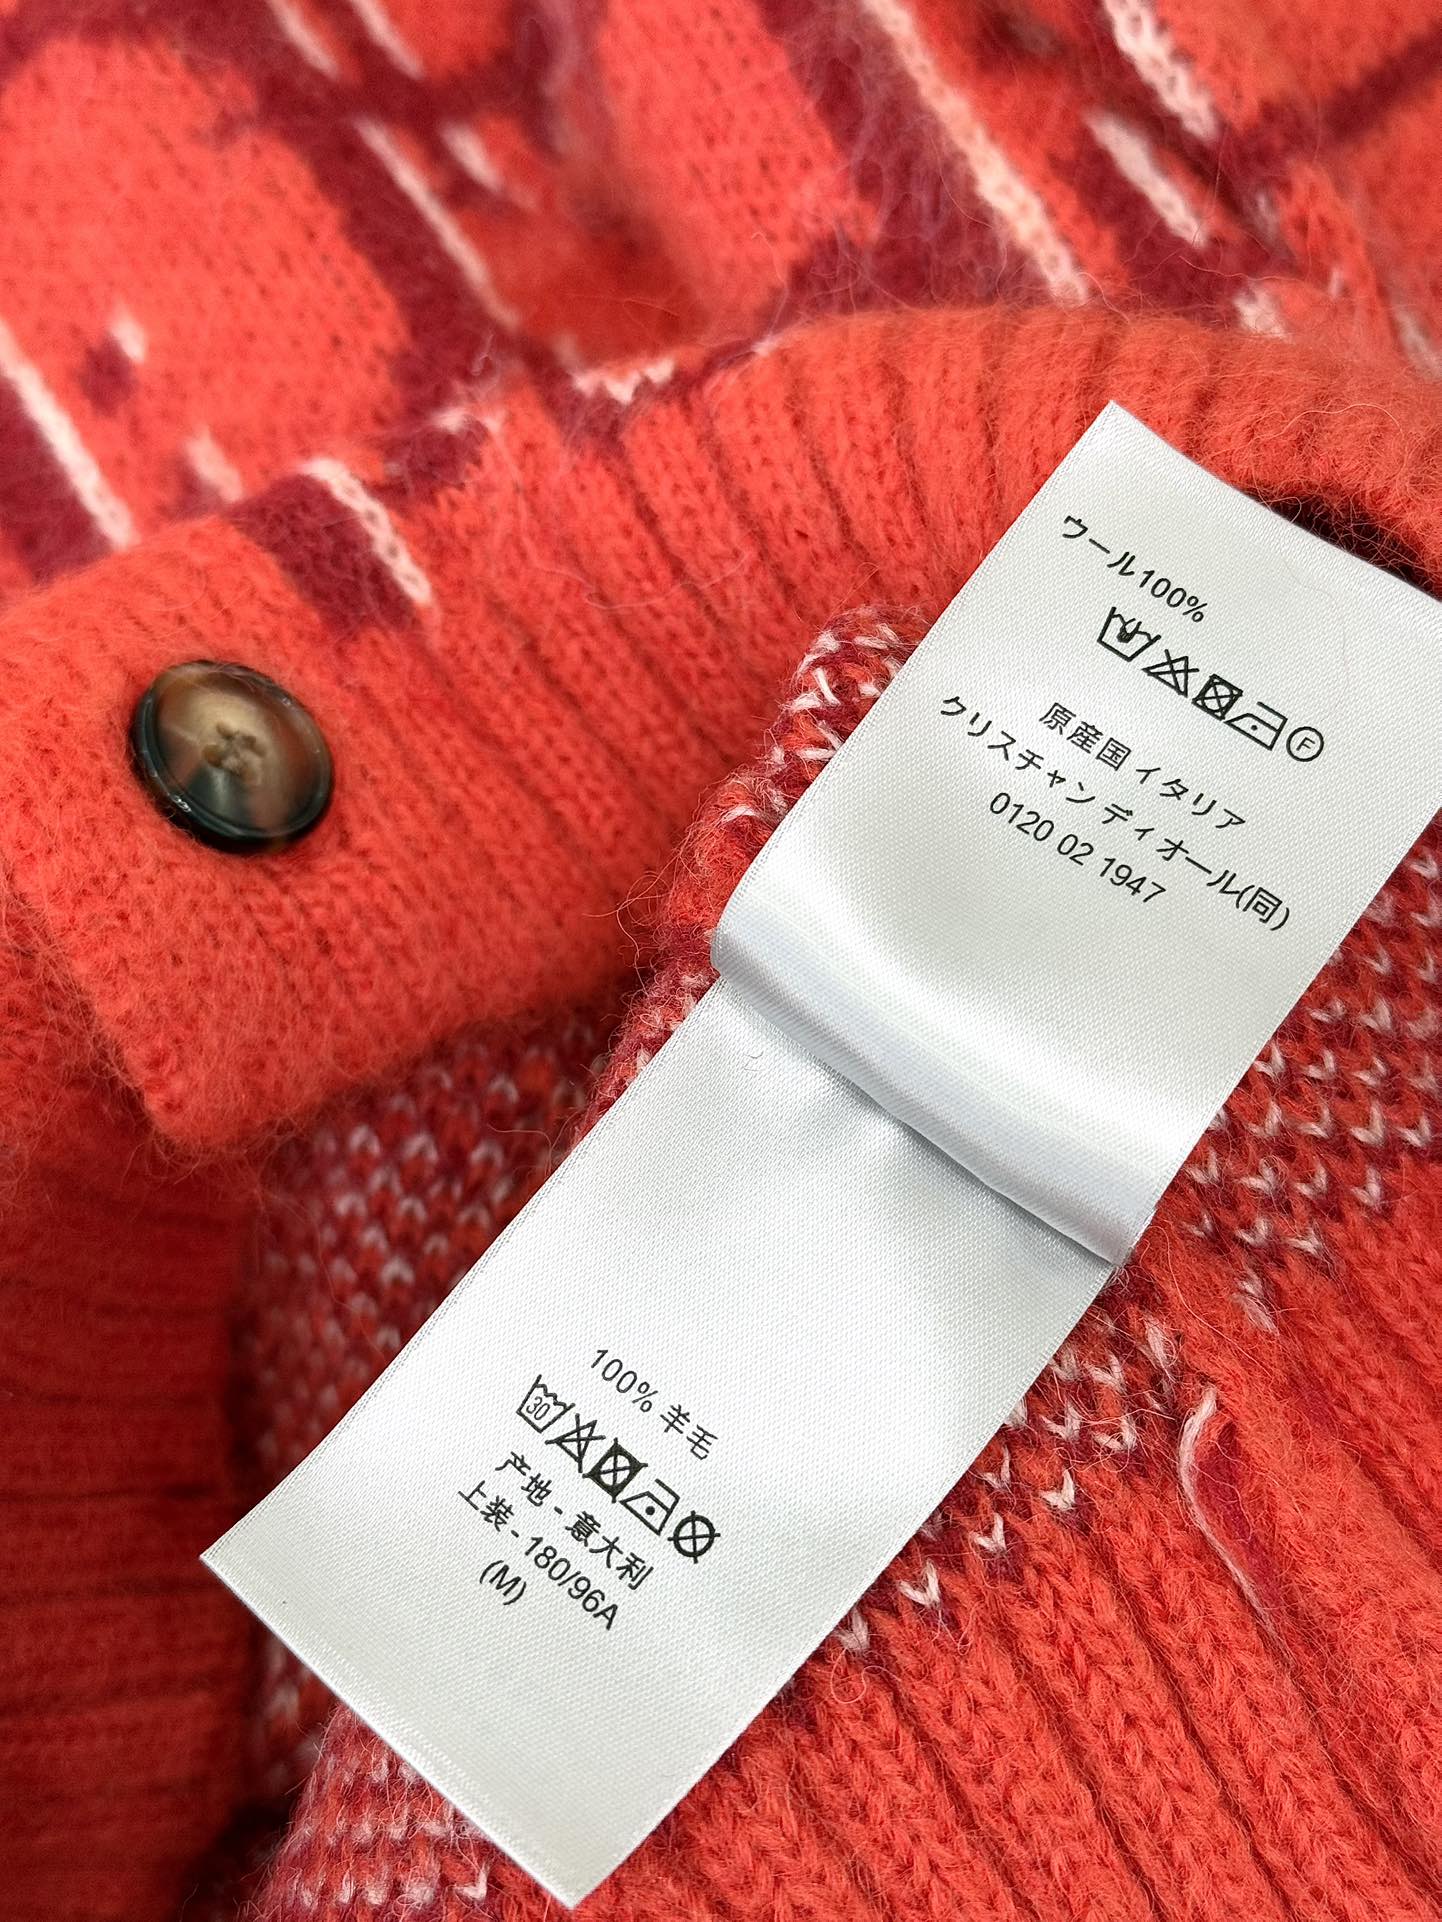 ウール100%
F
原産国 イタリア
クリスチャン ディオール(同)
0120 02 1947
100% 羊毛
30
产地 - 意大利
上装 - 180/96A
(M)